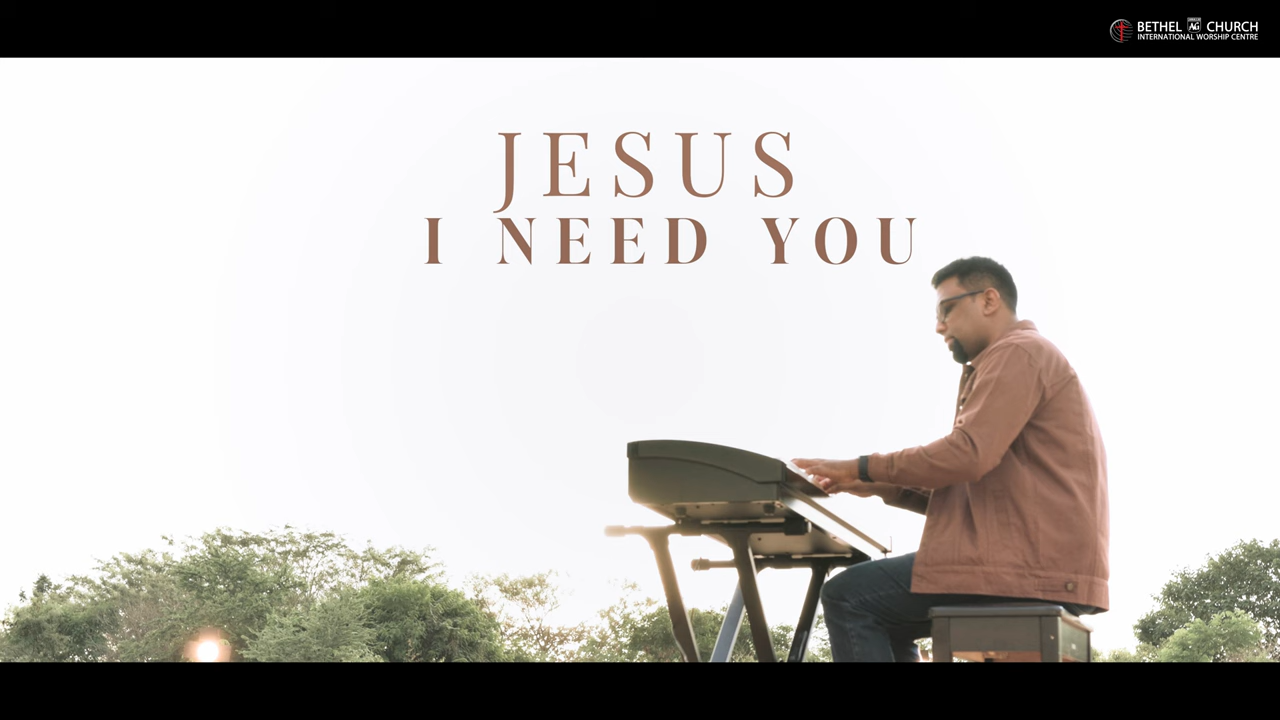 BETHEL AG CHURCH
INTERNATIONAL WORSHIP CENTRE
JESUS
I NEED YOU